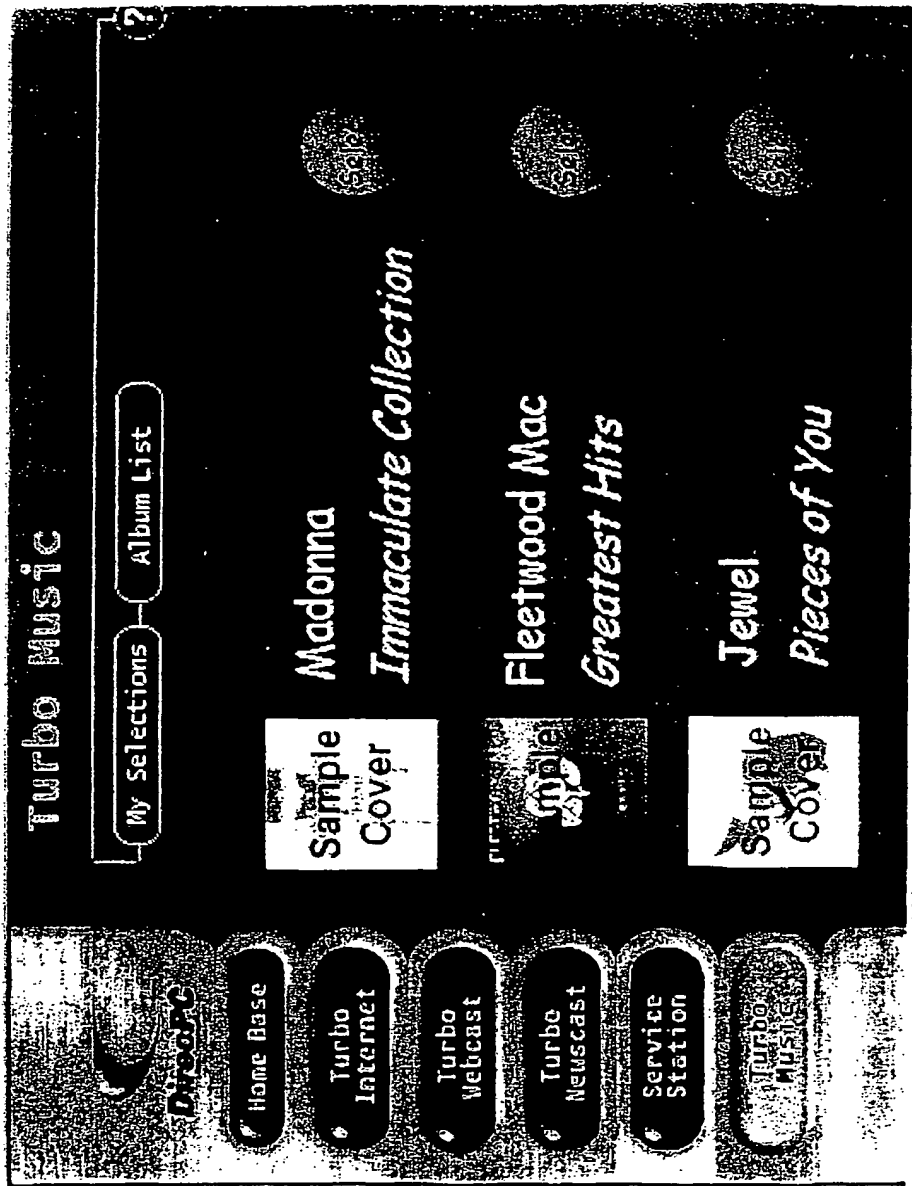 Turbo Music
?
My Selections
Album List
DirecPC
Home Base
Turbo
Internet
Turbo
Webcast
Turbo
Newscast
Service
Station
Turbo
Music
Sample
Cover
Madonna
Immaculate Collection
Fleetwood Mac
Greatest Hits
Sample
Cover
Jewel
Pieces of You